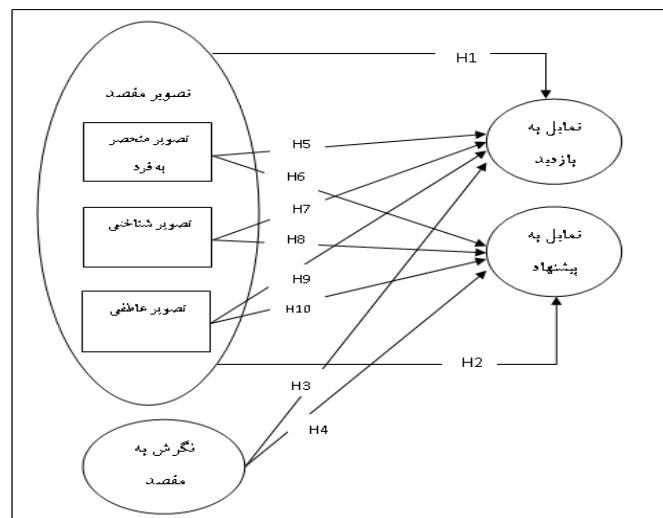 H1
تصویر مقصد
تمایل به
بازدید
تصویر منحصر
به فرد
H5
H6
H7
تصویر شناختی
H8
تمایل به
پیشنهاد
H9
تصویر عاطفی
H10
H2
H3
H4
نگرش به
مقصد